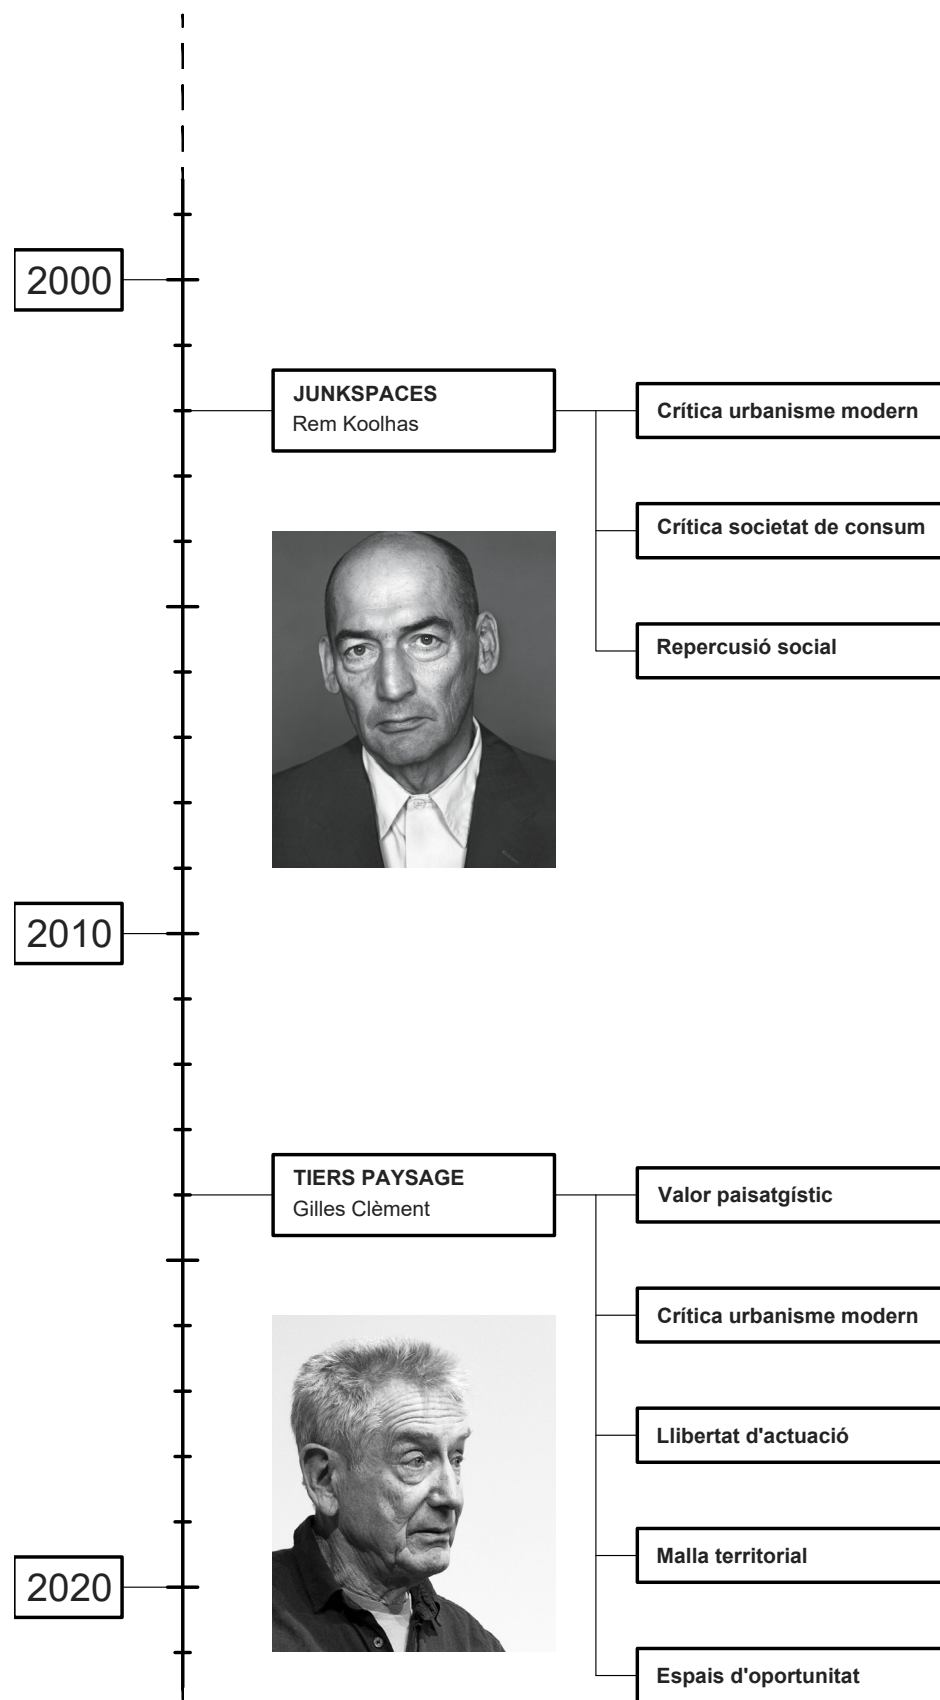 2000
JUNKSPACES
Rem Koolhas
Crítica urbanisme modern
Crítica societat de consum
Repercusió social
2010
TIERS PAYSAGE
Gilles Clèment
Valor paisatgístic
Crítica urbanisme modern
Llibertat d'actuació
Malla territorial
2020
Espais d'oportunitat